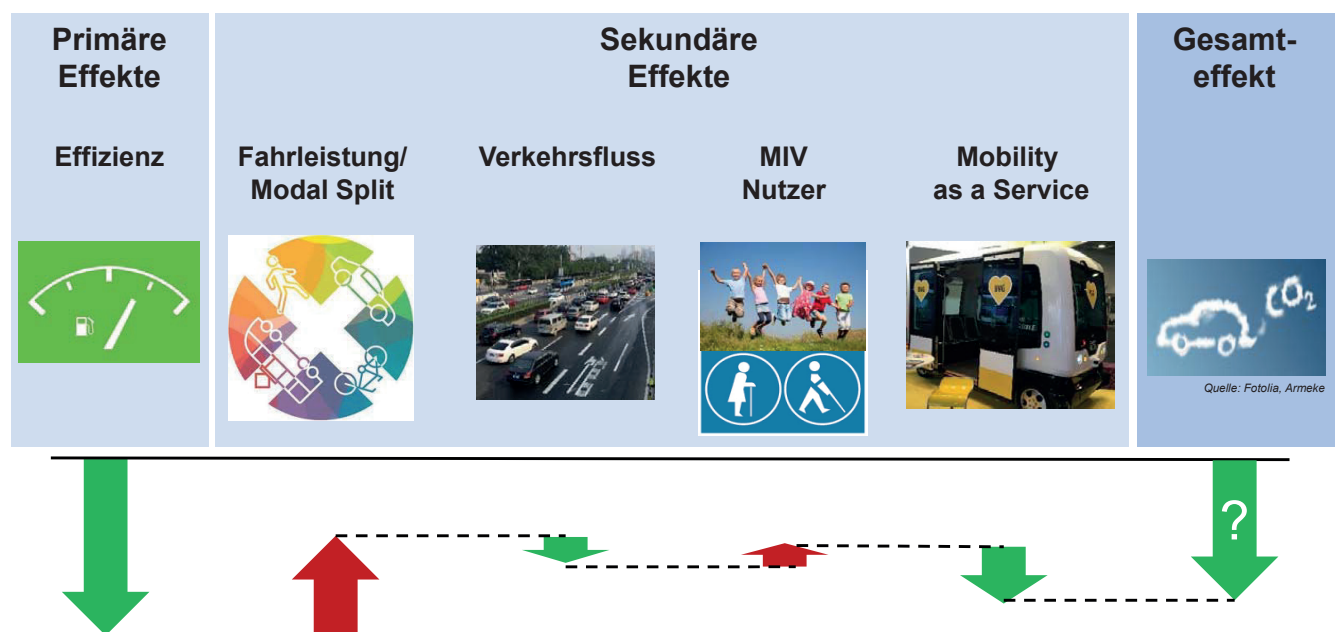 Primäre
Effekte
Sekundäre
Effekte
Gesamt-
effekt
Effizienz
Fahrleistung/
Modal Split
Verkehrsfluss
MIV
Nutzer
Mobility
as a Service
CO2
Quelle: Fotolia, Armeke
?